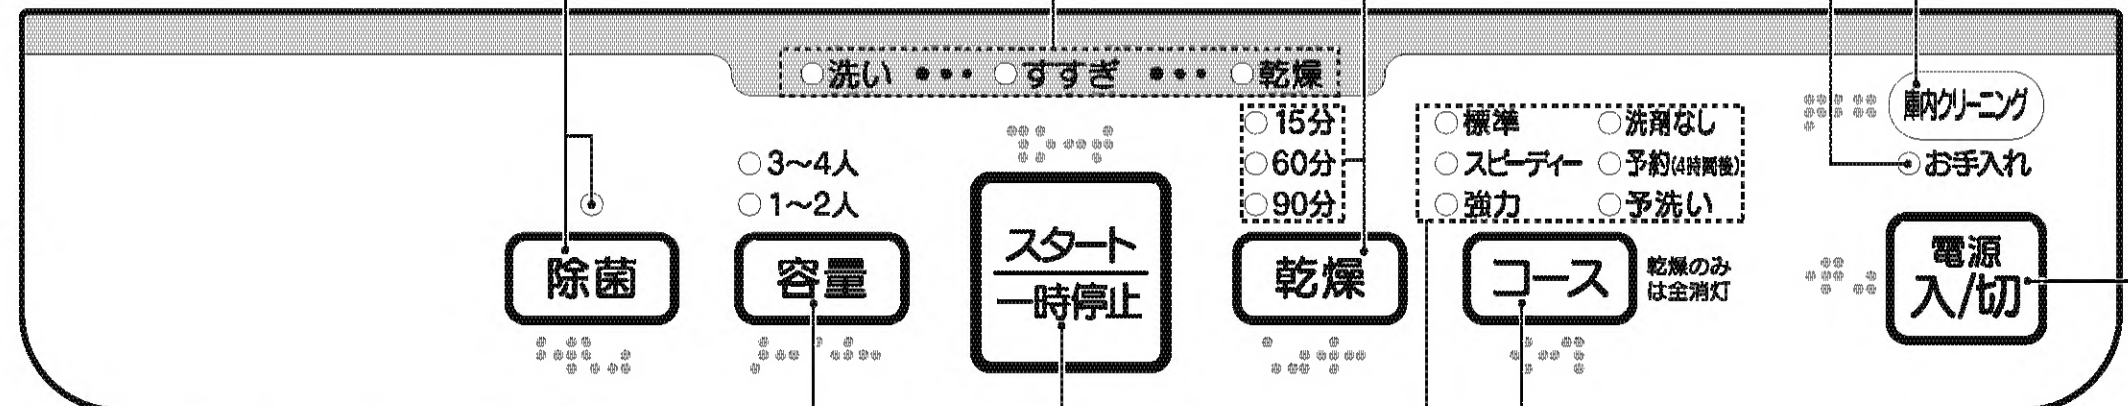 洗い ••• すすぎ ••• 乾燥
15分
60分
90分
標準
スピーディー
強力
洗剤なし
予約(4時間後)
予洗い
庫内クリーニング
お手入れ
3〜4人
1〜2人
除菌
容量
スタート
一時停止
乾燥
コース
乾燥のみ
は全消灯
電源
入/切